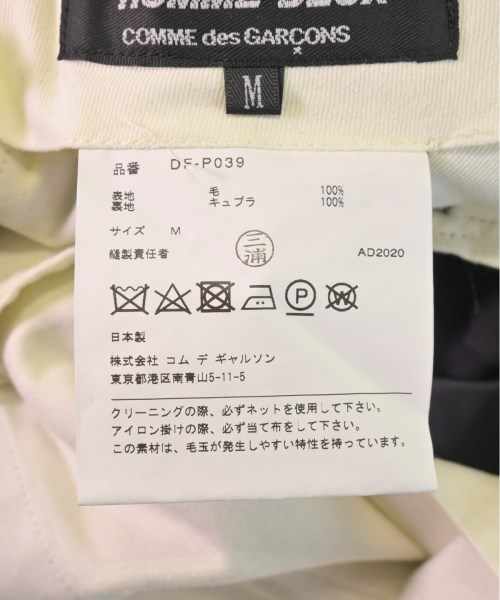 HOMME DEUX
COMME des GARÇONS
M
品番 DF-P039
表地 毛 100%
裏地 キュプラ 100%
サイズ M
縫製責任者 三浦 AD2020
P W
日本製
株式会社 コム デ ギャルソン
東京都港区南青山5-11-5
クリーニングの際、必ずネットを使用して下さい。
アイロン掛けの際、必ず当て布をして下さい。
この素材は、毛玉が発生しやすい特性を持っています。